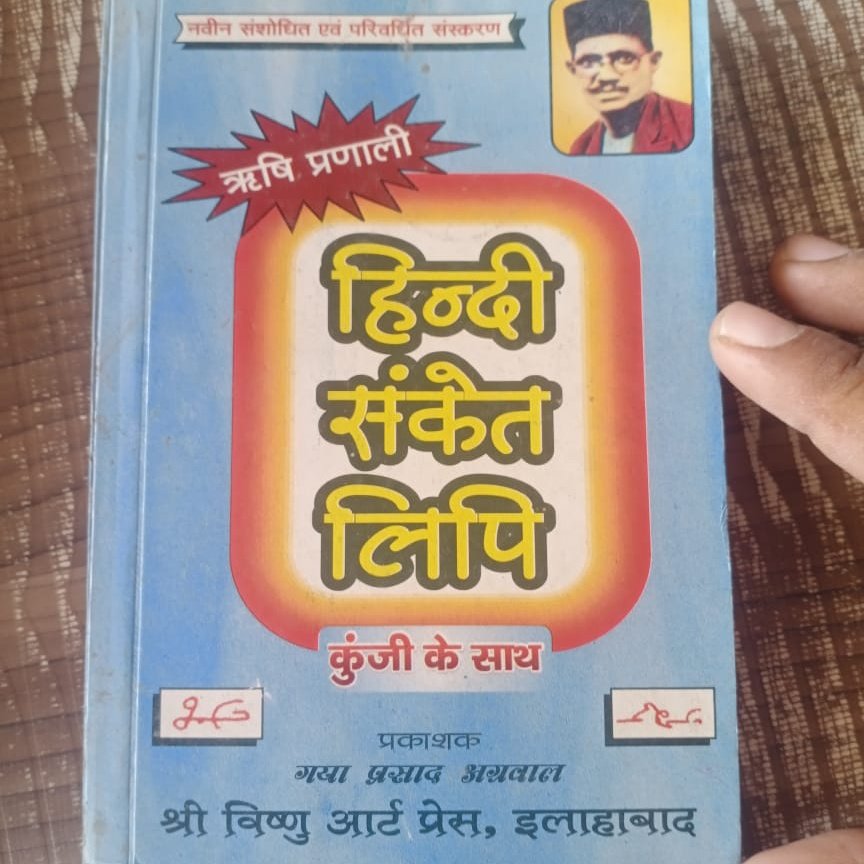 नवीन संशोधित एवं परिवर्धित संस्करण
ऋषि प्रणाली
हिन्दी
संकेत
लिपि
कुंजी के साथ
प्रकाशक
गया प्रसाद अग्रवाल
श्री विष्णु आर्ट प्रेस, इलाहाबाद